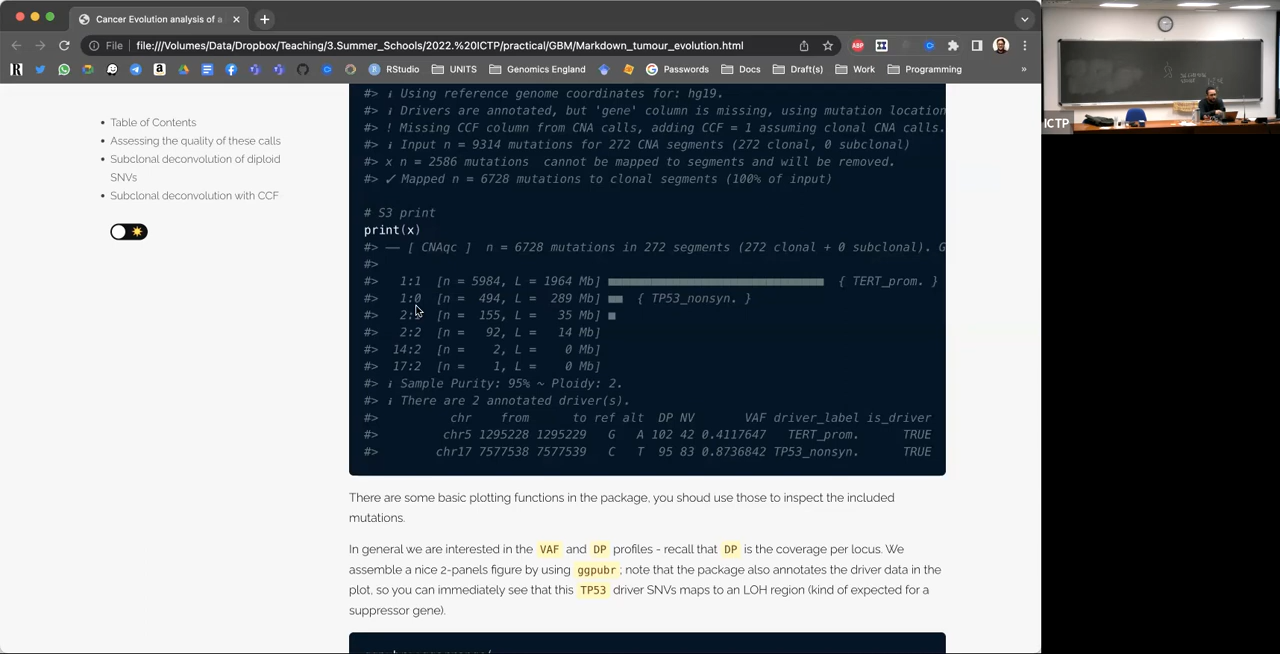 Cancer Evolution analysis of a
File
file:///Volumes/Data/Dropbox/Teaching/3.Summer_Schools/2022.%20ICTP/practical/GBM/Markdown_tumour_evolution.html
ABP
RStudio
UNITS
Genomics England
Passwords
Docs
Draft(s)
Work
Programming
»
• Table of Contents
• Assessing the quality of these calls
• Subclonal deconvolution of diploid
SNVs
• Subclonal deconvolution with CCF
#> ℹ Using reference genome coordinates for: hg19.
#> ℹ Drivers are annotated, but 'gene' column is missing, using mutation location
#> ! Missing CCF column from CNA calls, adding CCF = 1 assuming clonal CNA calls.
#> ℹ Input n = 9314 mutations for 272 CNA segments (272 clonal, 0 subclonal)
#> x n = 2586 mutations cannot be mapped to segments and will be removed.
#> ✓ Mapped n = 6728 mutations to clonal segments (100% of input)
# S3 print
print(x)
#> ── [ CNAqc ] n = 6728 mutations in 272 segments (272 clonal + 0 subclonal). G
#>
#> 1:1 [n = 5984, L = 1964 Mb] { TERT_prom. }
#> 1:0 [n = 494, L = 289 Mb] { TP53_nonsyn. }
#> [n = 155, L = 35 Mb]
#> 2:2 [n = 92, L = 14 Mb]
#> 14:2 [n = 2, L = 0 Mb]
#> 17:2 [n = 1, L = 0 Mb]
#> ℹ Sample Purity: 95% ~ Ploidy: 2.
#> ℹ There are 2 annotated driver(s).
#> chr from to ref alt DP NV VAF driver_label is_driver
#> chr5 1295228 1295229 G A 102 42 0.4117647 TERT_prom. TRUE
#> chr17 7577538 7577539 C T 95 83 0.8736842 TP53_nonsyn. TRUE
There are some basic plotting functions in the package, you shoud use those to inspect the included
mutations.
In general we are interested in the VAF and DP profiles - recall that DP is the coverage per locus. We
assemble a nice 2-panels figure by using ggpubr; note that the package also annotates the driver data in the
plot, so you can immediately see that this TP53 driver SNVs maps to an LOH region (kind of expected for a
suppressor gene).
ICTP